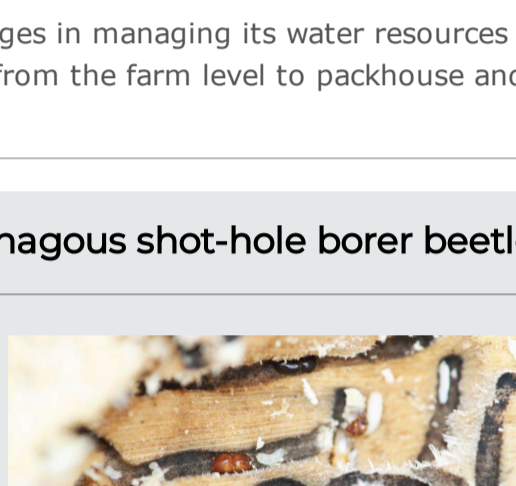 ges in managing its water resources
from the farm level to packhouse and
nagous shot-hole borer beetl